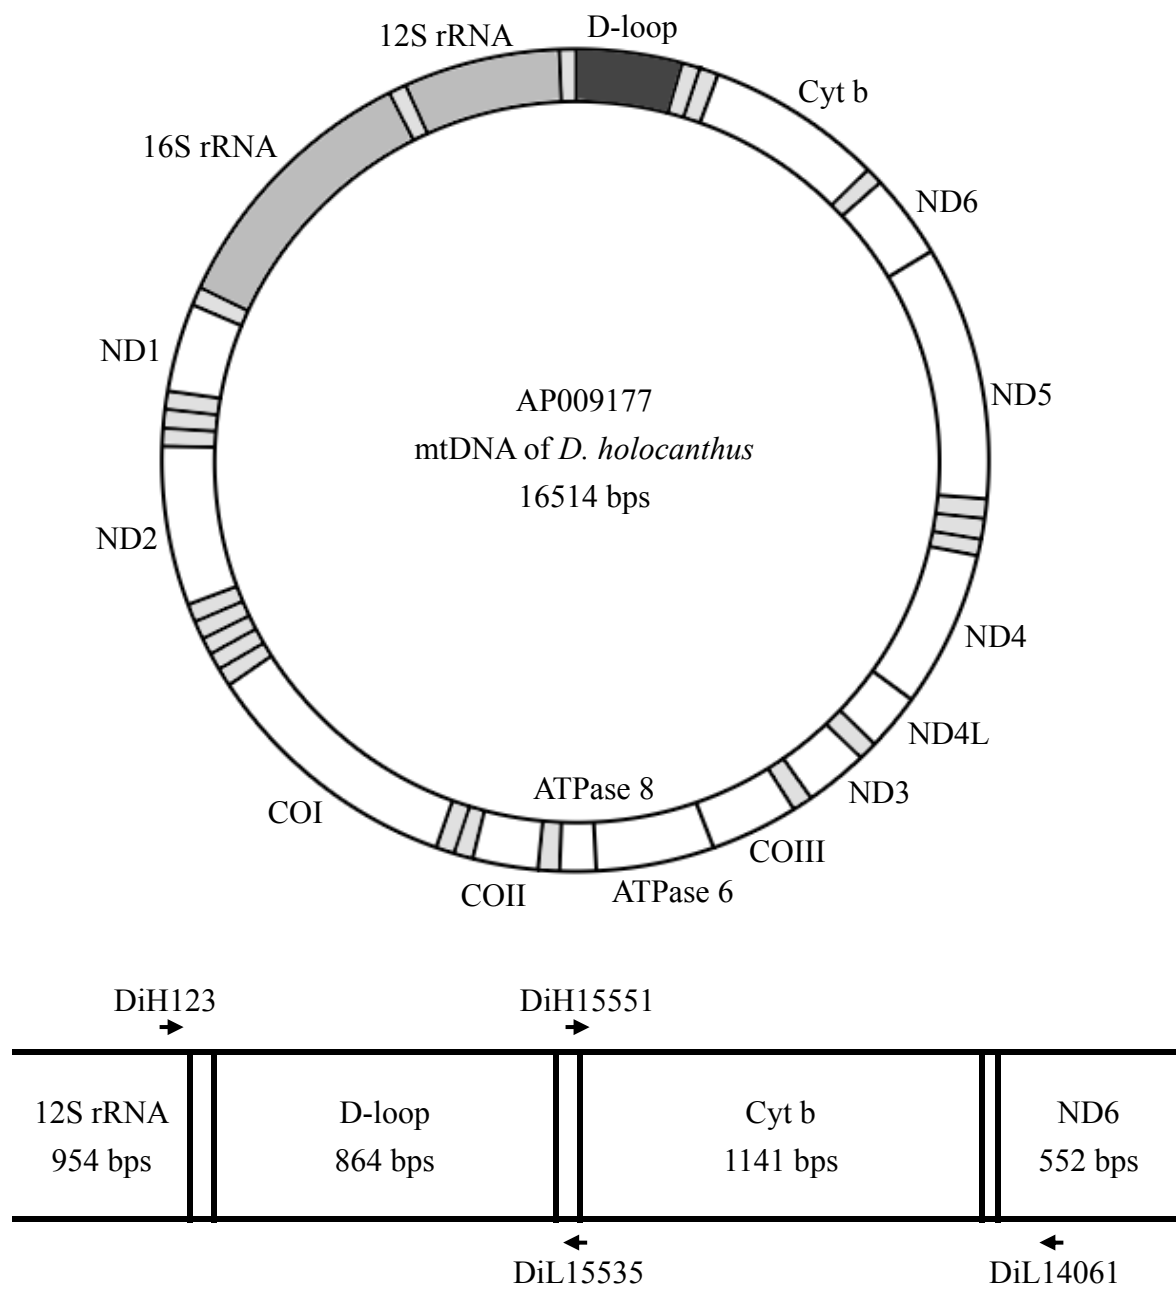 D-loop
12S rRNA
Cyt b
16S rRNA
ND6
ND1
AP009177
ND5
mtDNA of D. holocanthus
16514 bps
ND2
ND4
ND4L
ATPase 8
ND3
COI
COIII
COII
ATPase 6
DiH123
DiH15551
12S rRNA
954 bps
D-loop
864 bps
Cyt b
1141 bps
ND6
552 bps
DiL15535
DiL14061